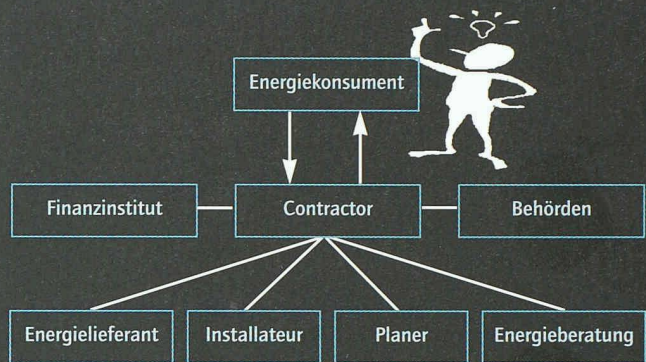 Energiekonsument
Finanzinstitut
Contractor
Behörden
Energielieferant
Installateur
Planer
Energieberatung